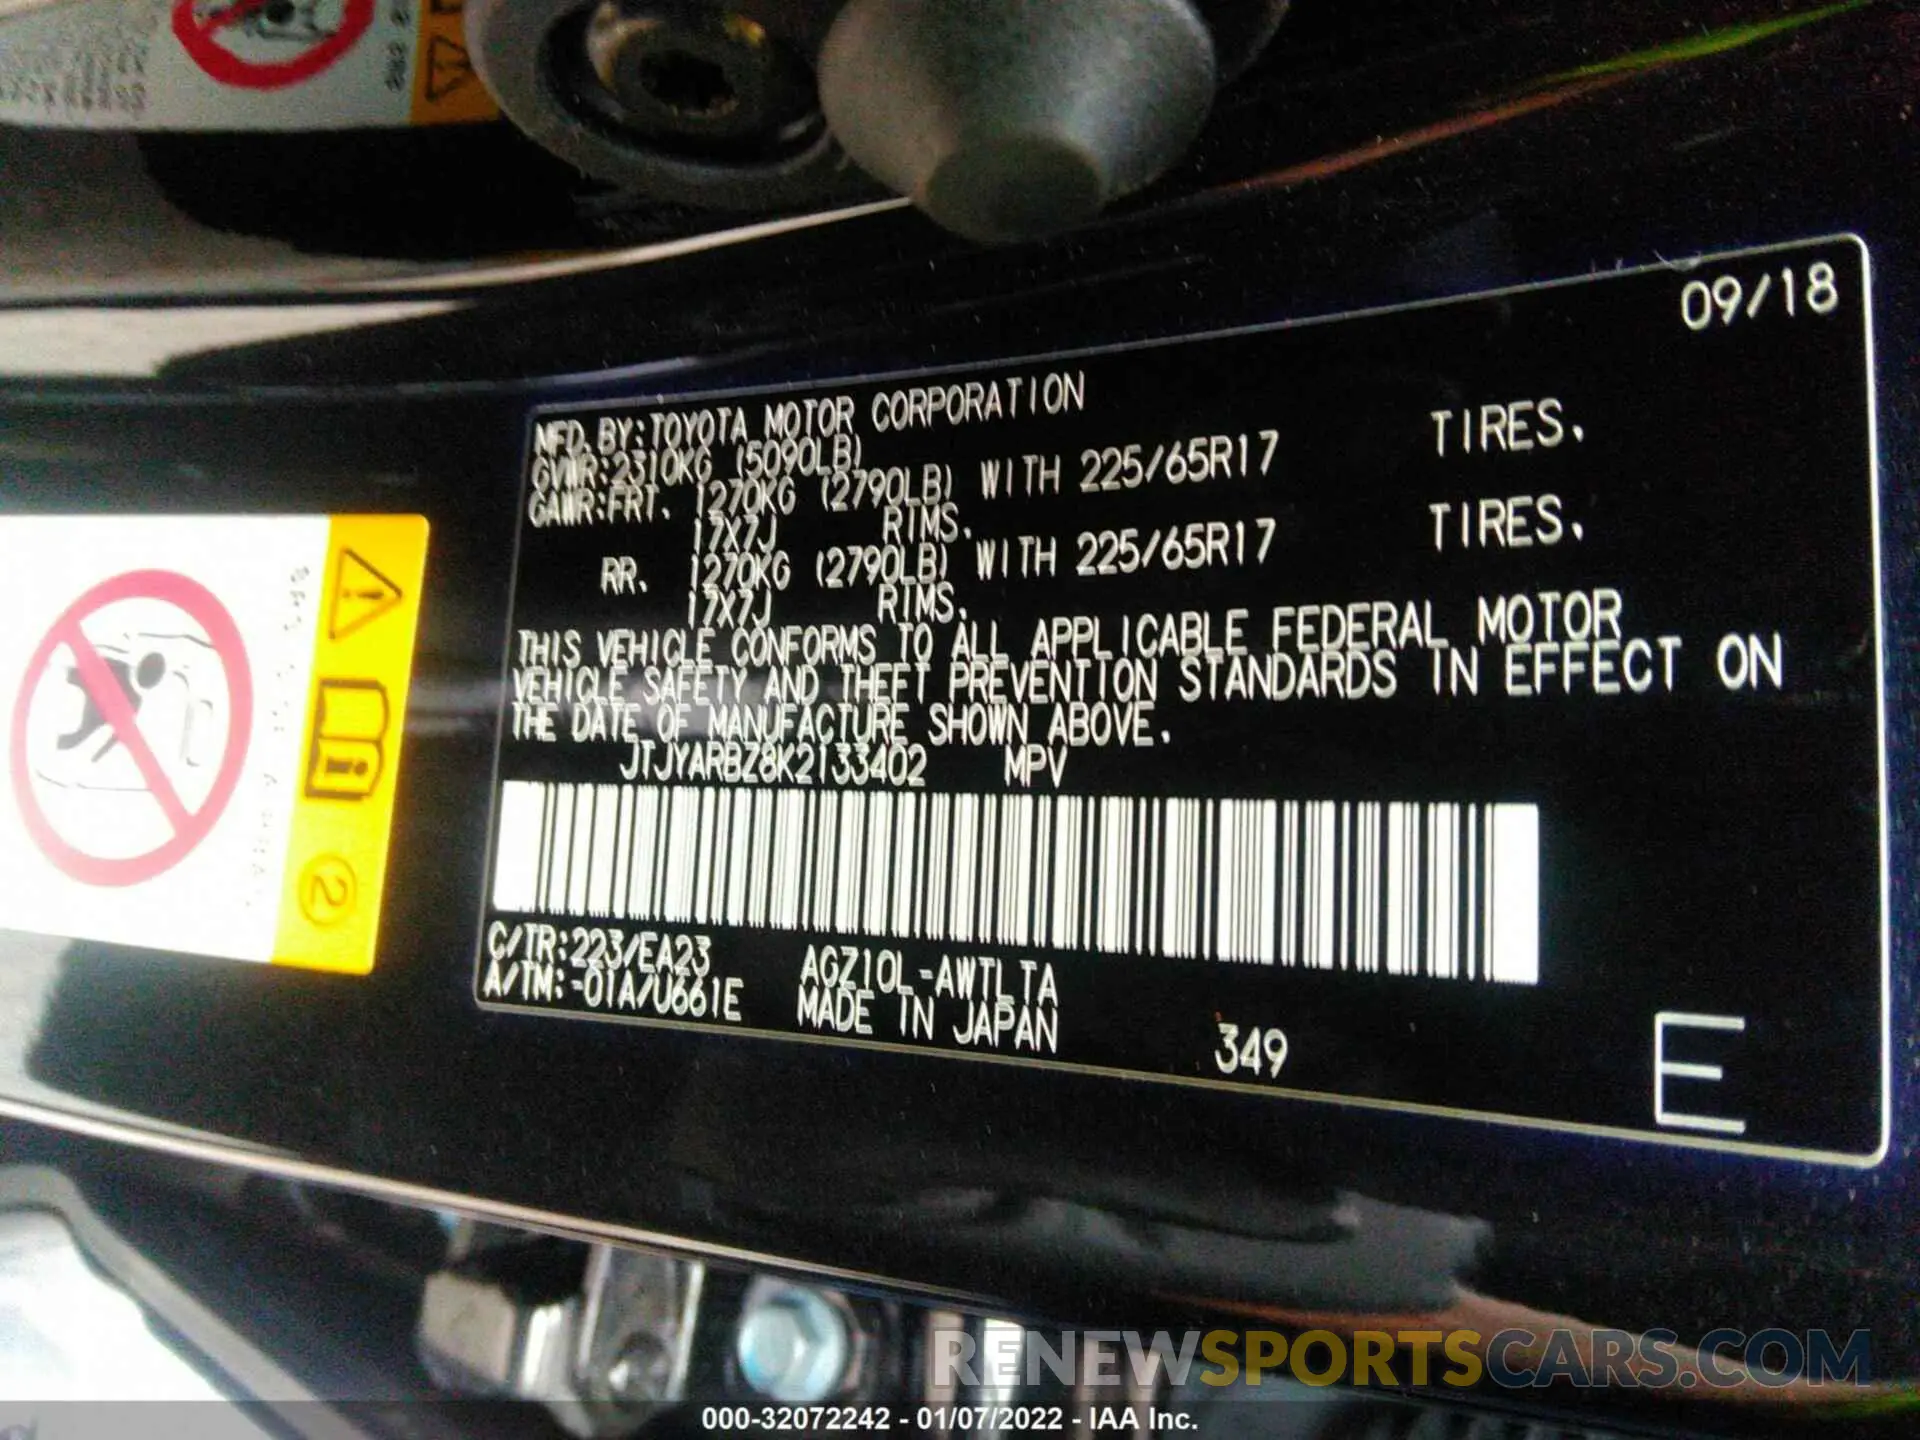 09/18
MFD.BY:TOYOTA MOTOR CORPORATION
GVWR:2310KG (5090LB)
GAWR:FRT. 1270KG (2790LB) WITH 225/65R17 TIRES,
17X7J RIMS.
RR. 1270KG (2790LB) WITH 225/65R17 TIRES,
17X7J RIMS.
THIS VEHICLE CONFORMS TO ALL APPLICABLE FEDERAL MOTOR
VEHICLE SAFETY AND THEFT PREVENTION STANDARDS IN EFFECT ON
THE DATE OF MANUFACTURE SHOWN ABOVE.
JTJYARBZ8K2133402 MPV
C/TR:223/EA23 AGZ10L-AWTLTA
A/TM:-01A/U661E MADE IN JAPAN
349
E
2
RENEWSPORTSCARS.COM
000-32072242 - 01/07/2022 - IAA Inc.